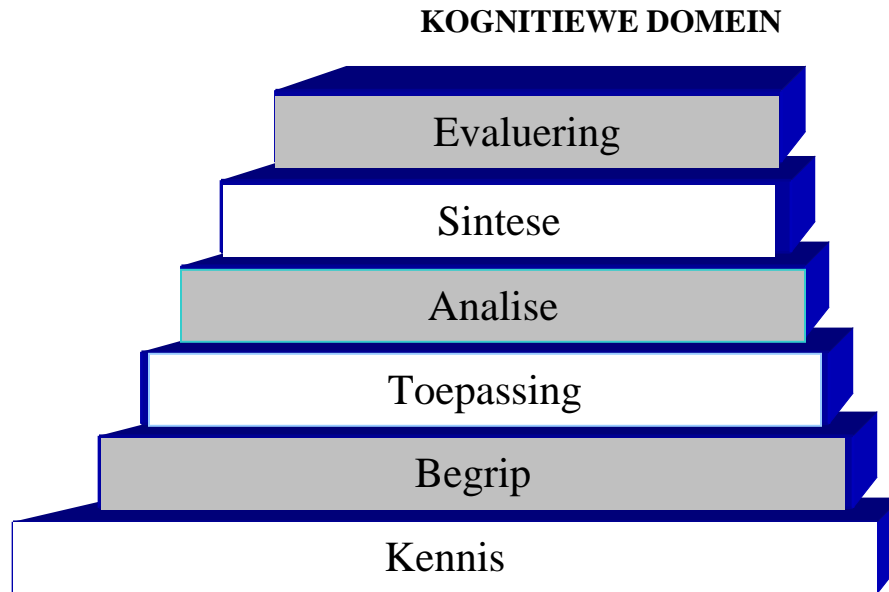 KOGNITIEWE DOMEIN
Evaluering
Sintese
Analise
Toepassing
Begrip
Kennis